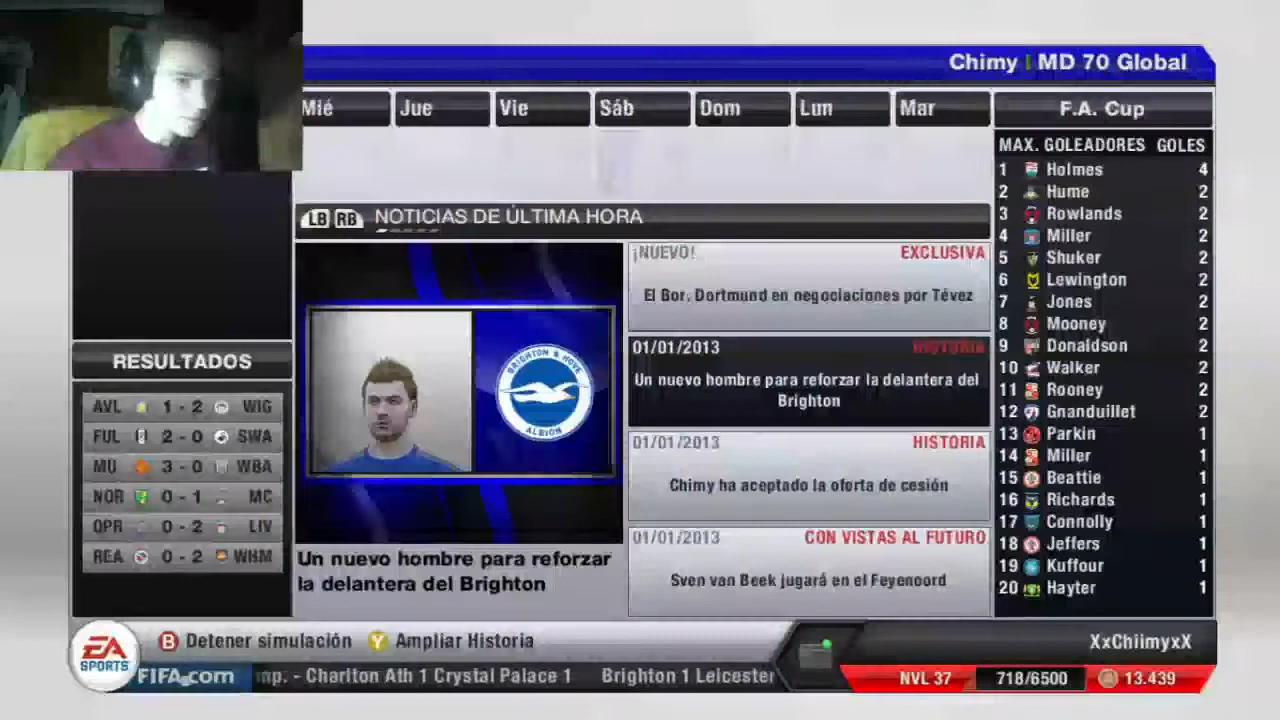 Chimy | MD 70 Global
Mié Jue Vie Sáb Dom Lun Mar F.A. Cup
MAX. GOLEADORES GOLES
1 Holmes 4
2 Hume 2
3 Rowlands 2
4 Miller 2
5 Shuker 2
6 Lewington 2
7 Jones 2
8 Mooney 2
9 Donaldson 2
10 Walker 2
11 Rooney 2
12 Gnanduillet 2
13 Parkin 1
14 Miller 1
15 Beattie 1
16 Richards 1
17 Connolly 1
18 Jeffers 1
19 Kuffour 1
20 Hayter 1
LB RB NOTICIAS DE ÚLTIMA HORA
¡NUEVO! EXCLUSIVA
El Bor. Dortmund en negociaciones por Tévez
01/01/2013 HISTORIA
Un nuevo hombre para reforzar la delantera del
Brighton
01/01/2013 HISTORIA
Chimy ha aceptado la oferta de cesión
01/01/2013 CON VISTAS AL FUTURO
Sven van Beek jugará en el Feyenoord
BRIGHTON & HOVE
ALBION
Un nuevo hombre para reforzar
la delantera del Brighton
RESULTADOS
AVL 1 - 2 WIG
FUL 2 - 0 SWA
MU 3 - 0 WBA
NOR 0 - 1 MC
QPR 0 - 2 LIV
REA 0 - 2 WHM
EA SPORTS
B Detener simulación Y Ampliar Historia
XxChiimyxX
FIFA.com mp. - Charlton Ath 1 Crystal Palace 1 Brighton 1 Leicester
NVL 37 718/6500 13.439